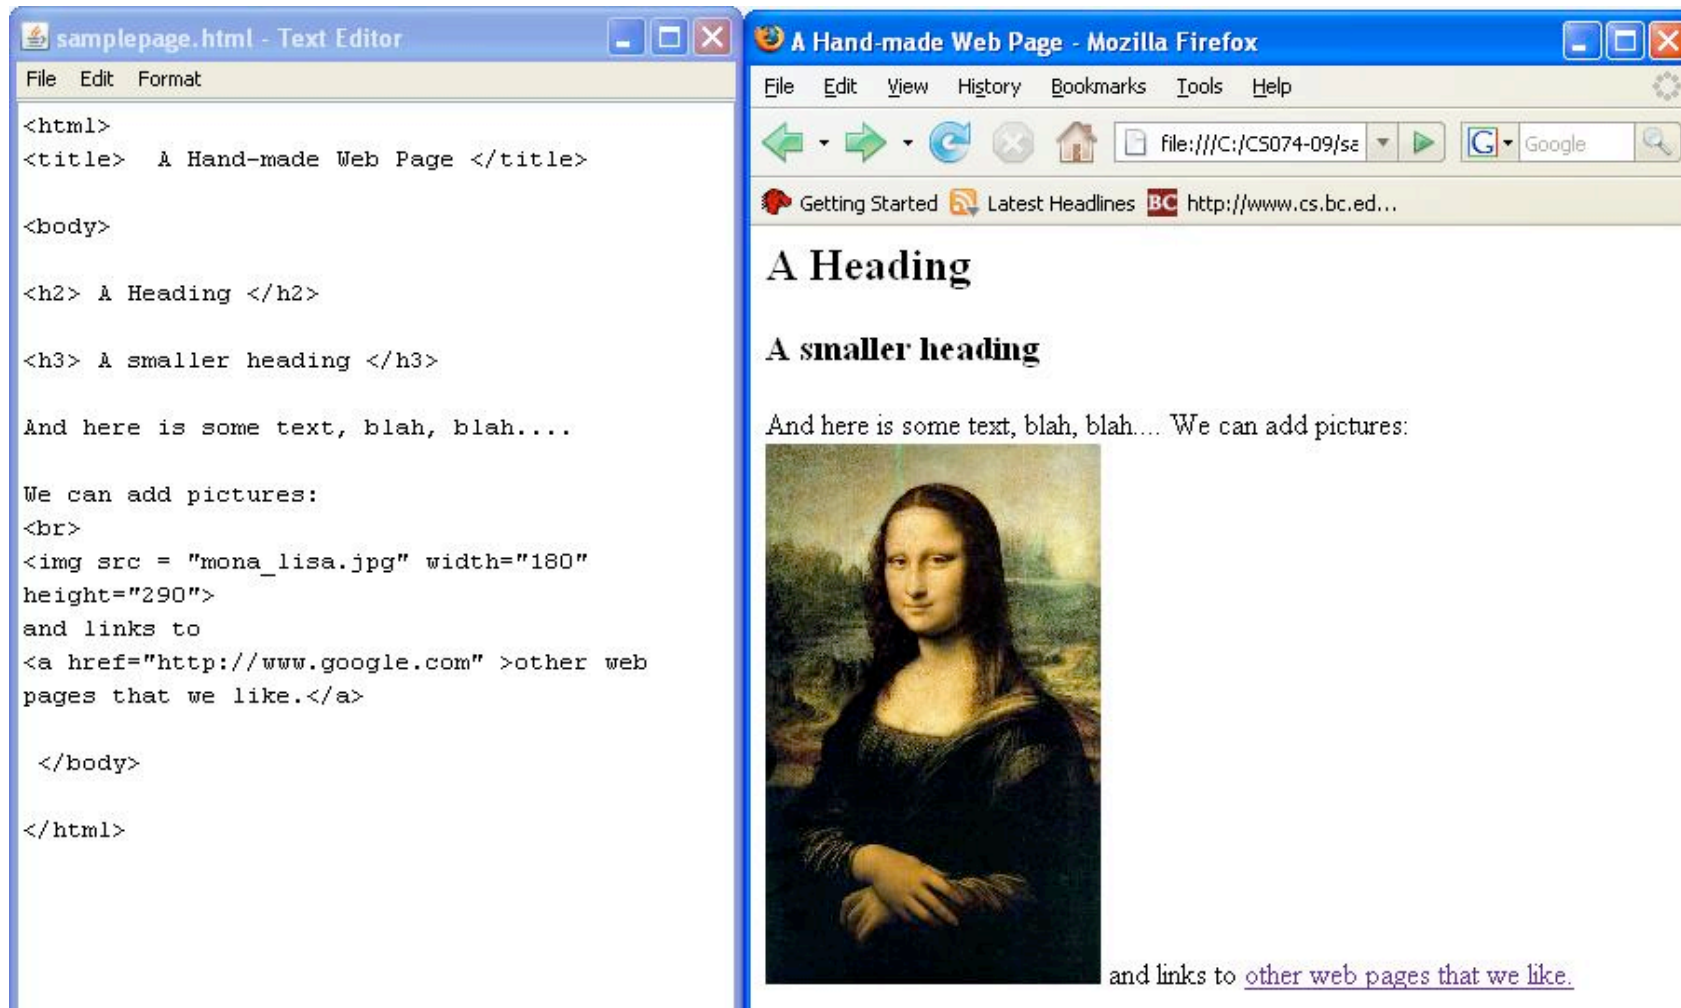 samplepage.html - Text Editor
File Edit Format
<html>
<title> A Hand-made Web Page </title>
<body>
<h2> A Heading </h2>
<h3> A smaller heading </h3>
And here is some text, blah, blah....
We can add pictures:
<br>
<img src = "mona_lisa.jpg" width="180"
height="290">
and links to
<a href="http://www.google.com" >other web
pages that we like.</a>
</body>
</html>
A Hand-made Web Page - Mozilla Firefox
File Edit View History Bookmarks Tools Help
file:///C:/CS074-09/sa G Google
Getting Started Latest Headlines BC http://www.cs.bc.ed...
A Heading
A smaller heading
And here is some text, blah, blah.... We can add pictures:
and links to other web pages that we like.